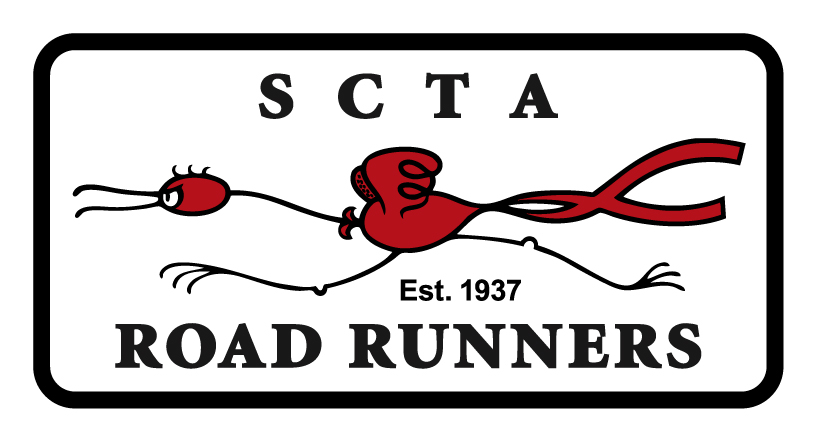 S C T A
Est. 1937
ROAD RUNNERS